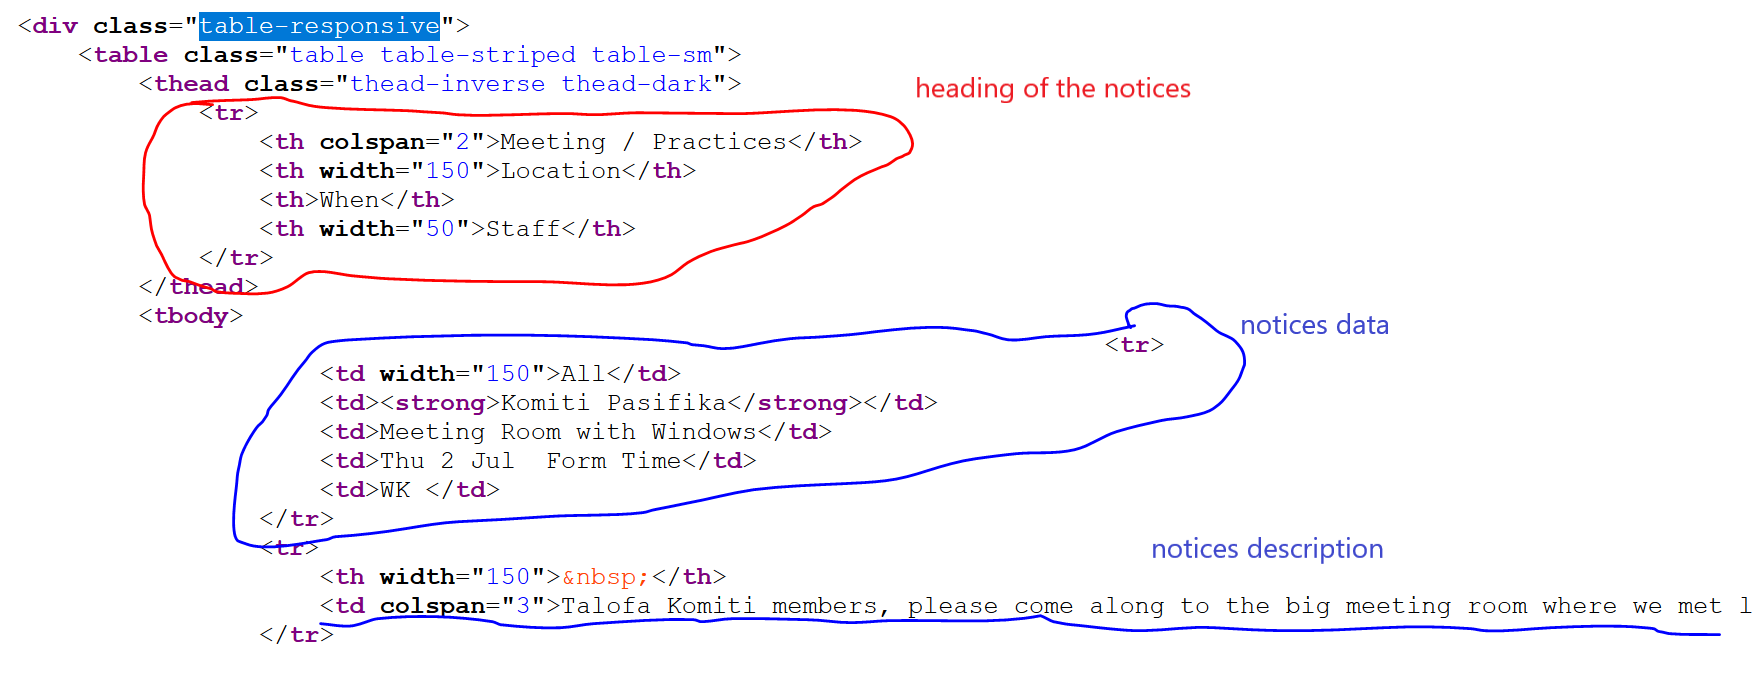 <div class="table-responsive">
<table class="table table-striped table-sm">
<thead class="thead-inverse thead-dark">
heading of the notices
<tr>
<th colspan="2">Meeting / Practices</th>
<th width="150">Location</th>
<th>When</th>
<th width="50">Staff</th>
</tr>
</thead>
<tbody>
notices data
<tr>
<td width="150">All</td>
<td><strong>Komiti Pasifika</strong></td>
<td>Meeting Room with Windows</td>
<td>Thu 2 Jul  Form Time</td>
<td>WK </td>
</tr>
<tr>
notices description
<th width="150">&nbsp;</th>
<td colspan="3">Talofa Komiti members, please come along to the big meeting room where we met l
</tr>